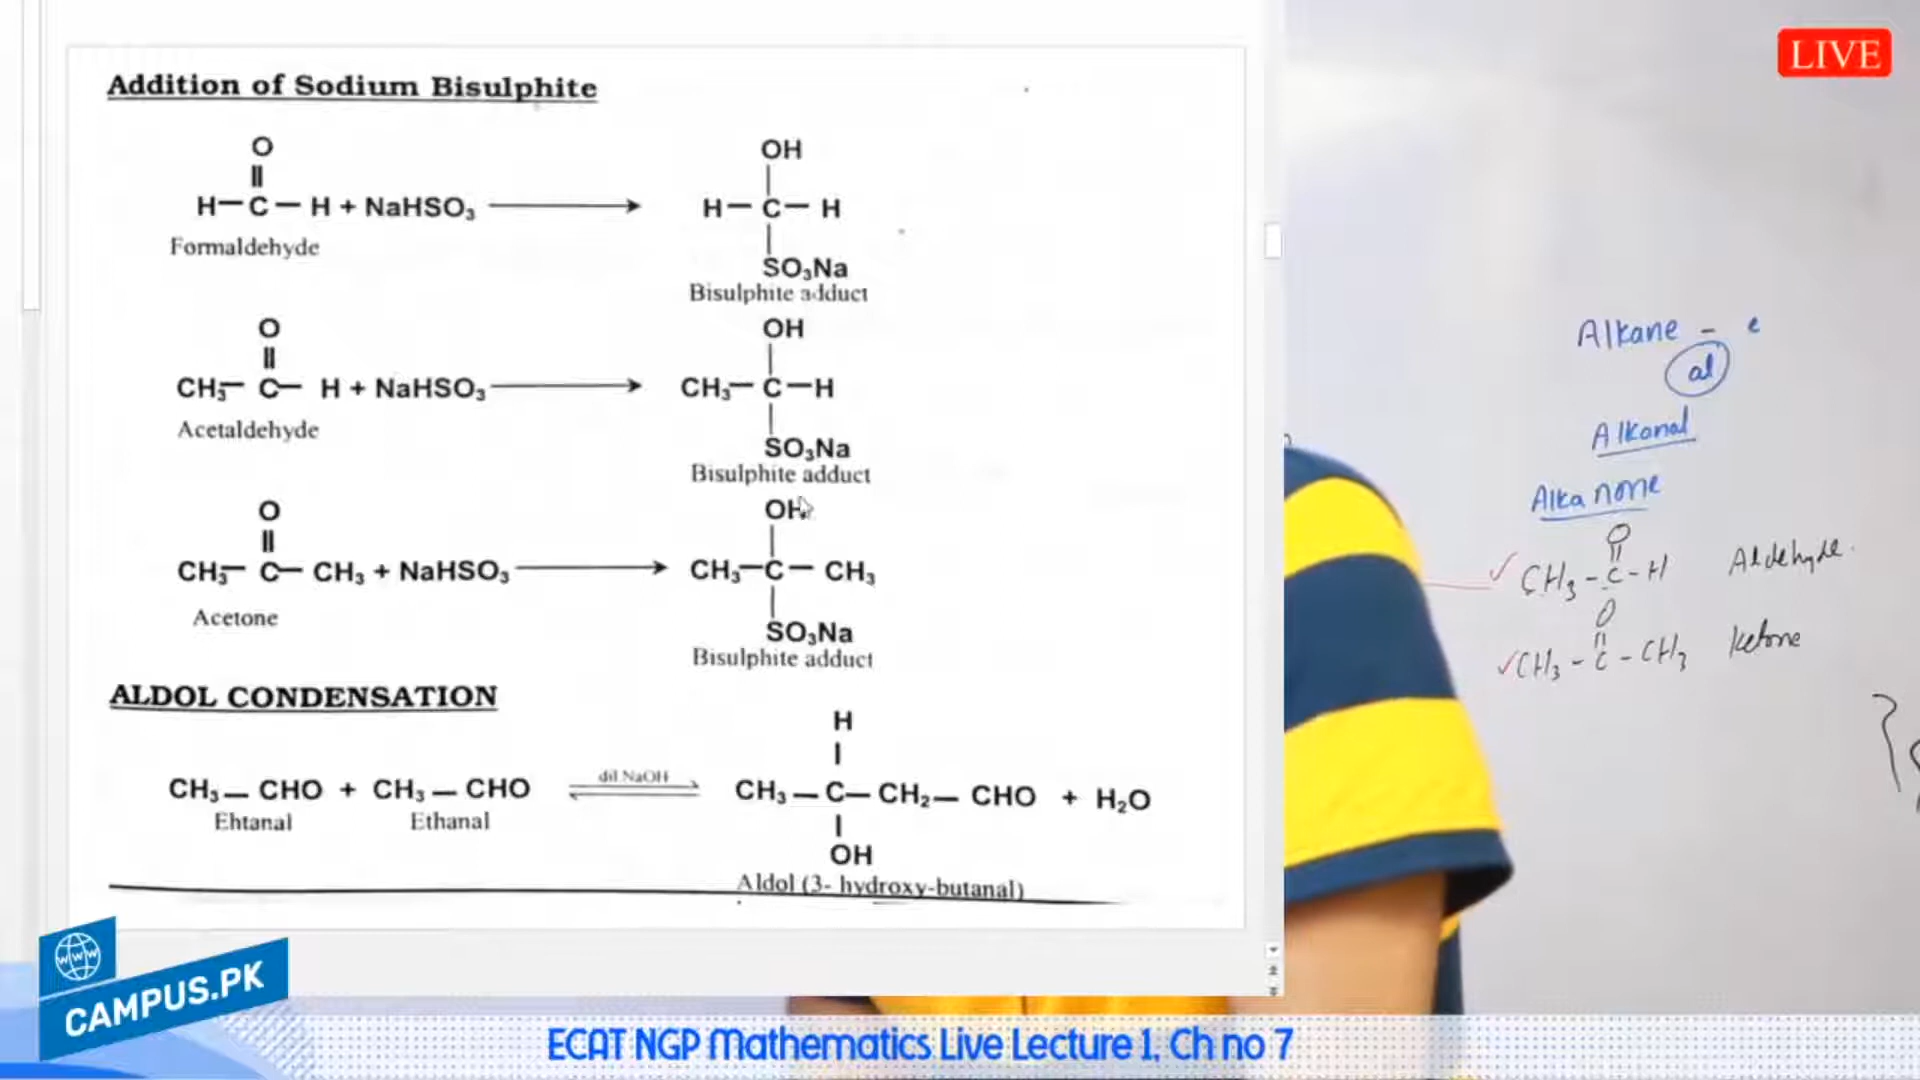 LIVE
Addition of Sodium Bisulphite
O
||
H—C—H + NaHSO₃ ⟶
Formaldehyde
OH
|
H—C—H
|
SO₃Na
Bisulphite adduct
O
||
CH₃—C—H + NaHSO₃ ⟶
Acetaldehyde
OH
|
CH₃—C—H
|
SO₃Na
Bisulphite adduct
O
||
CH₃—C—CH₃ + NaHSO₃ ⟶
Acetone
OH
|
CH₃—C—CH₃
|
SO₃Na
Bisulphite adduct
ALDOL CONDENSATION
CH₃—CHO + CH₃—CHO
Ehtanal Ethanal
dil NaOH
H
|
CH₃—C—CH₂—CHO + H₂O
|
OH
Aldol (3- hydroxy-butanal)
Alkane - e
al
Alkanal
Alkanone
O
||
CH₃-C-H Aldehyde.
O
||
CH₃-C-CH₃ Ketone
www
CAMPUS.PK
ECAT NGP Mathematics Live Lecture 1, Ch no 7